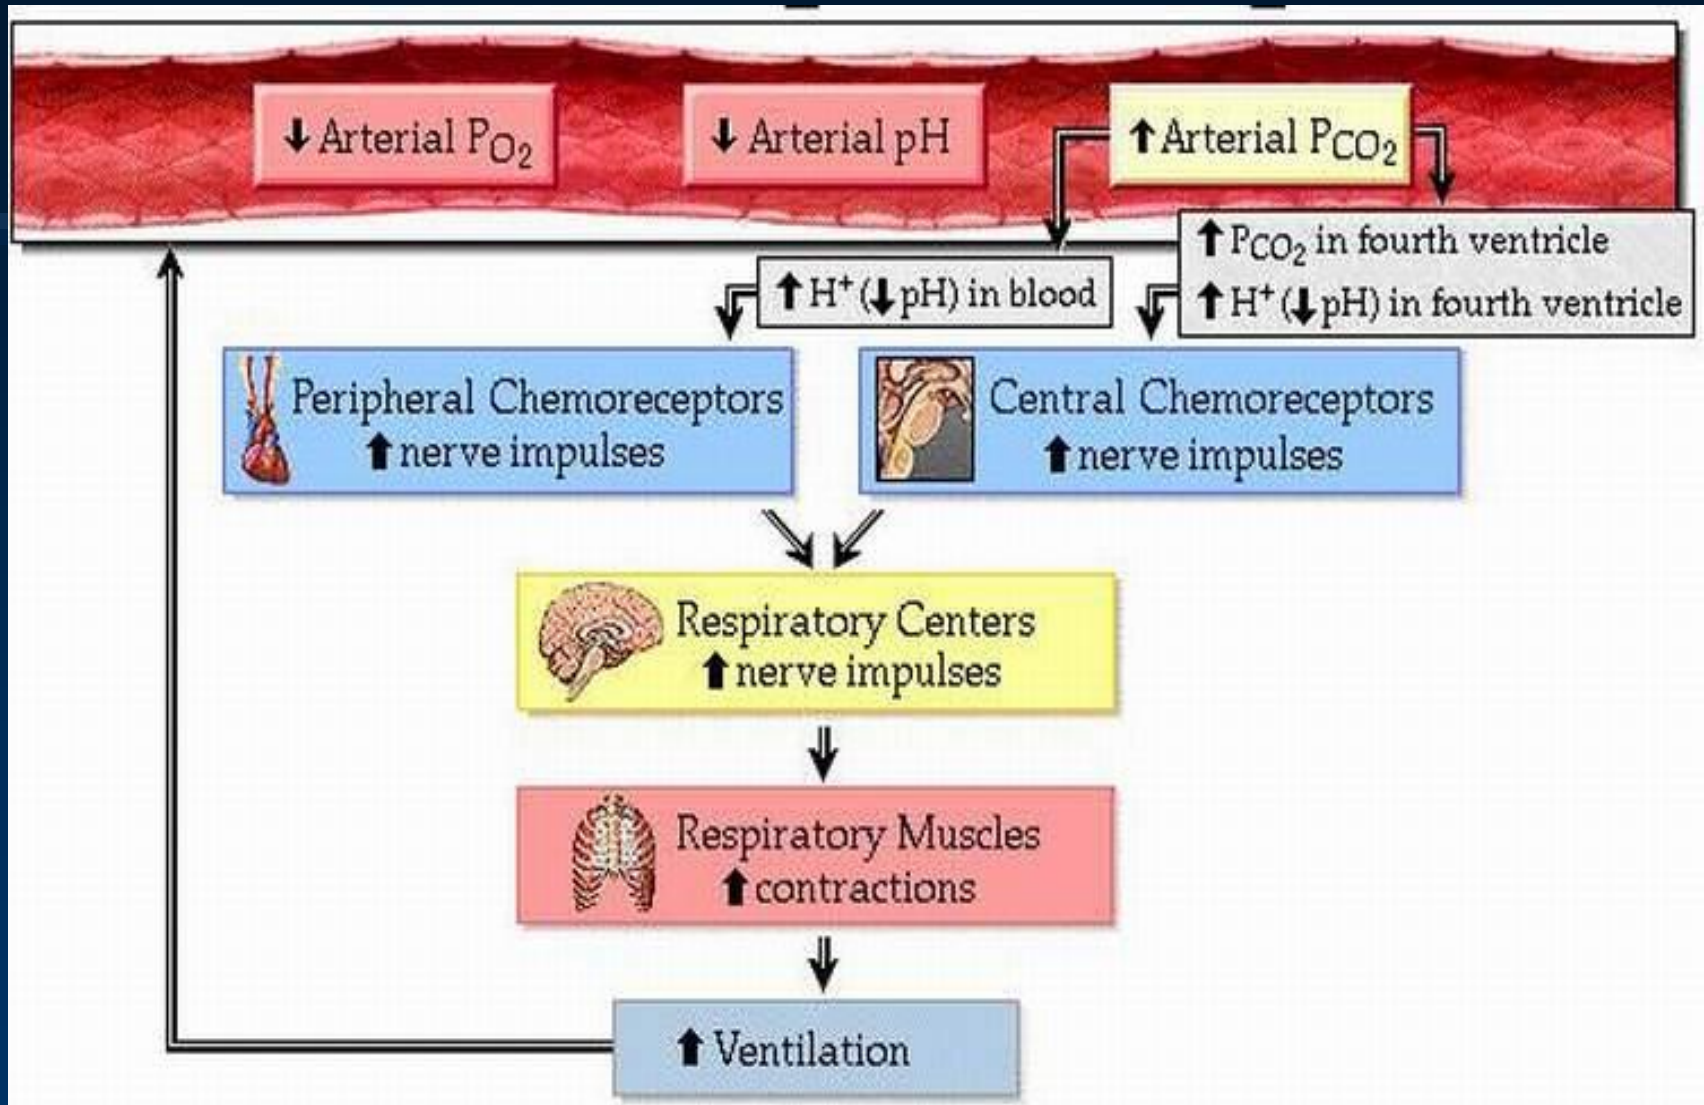 ↓ Arterial PO₂
↓ Arterial pH
↑ Arterial PCO₂
↑ PCO₂ in fourth ventricle
↑ H⁺ (↓ pH) in fourth ventricle
↑ H⁺ (↓ pH) in blood
Peripheral Chemoreceptors
↑ nerve impulses
Central Chemoreceptors
↑ nerve impulses
Respiratory Centers
↑ nerve impulses
Respiratory Muscles
↑ contractions
↑ Ventilation